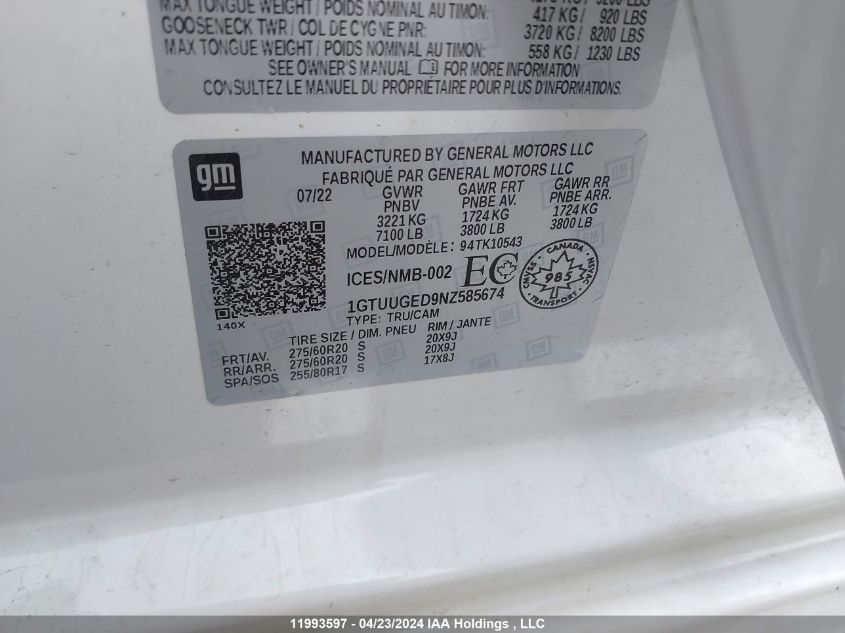 MAX TONGUE WEIGHT / POIDS NOMINAL AU TIMON: 417 KG / 920 LBS
GOOSENECK TWR / COL DE CYGNE PNR: 3720 KG / 8200 LBS
MAX TONGUE WEIGHT / POIDS NOMINAL AU TIMON: 558 KG / 1230 LBS
SEE OWNER'S MANUAL FOR MORE INFORMATION
CONSULTEZ LE MANUEL DU PROPRIÉTAIRE POUR PLUS D'INFORMATIONS.
gm
MANUFACTURED BY GENERAL MOTORS LLC
FABRIQUÉ PAR GENERAL MOTORS LLC
07/22 GVWR GAWR FRT GAWR RR
PNBV PNBE AV. PNBE ARR.
3221 KG 1724 KG 1724 KG
7100 LB 3800 LB 3800 LB
MODEL/MODÈLE: 94TK10543
ICES/NMB-002 EC
CANADA
CMVSS 985 NSVAC
TRANSPORT
1GTUUGED9NZ585674
TYPE: TRU/CAM
140X
TIRE SIZE / DIM. PNEU RIM / JANTE
FRT/AV. 275/60R20 S 20X9J
RR/ARR. 275/60R20 S 20X9J
SPA/SOS 255/80R17 S 17X8J
11993597 - 04/23/2024 IAA Holdings , LLC